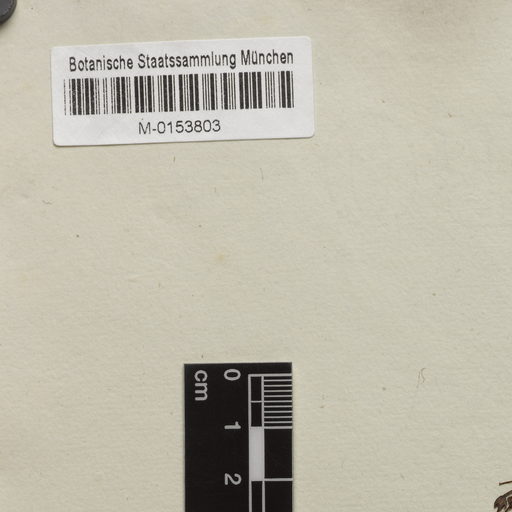 Botanische Staatssammlung München
M-0153803
cm
0
1
2